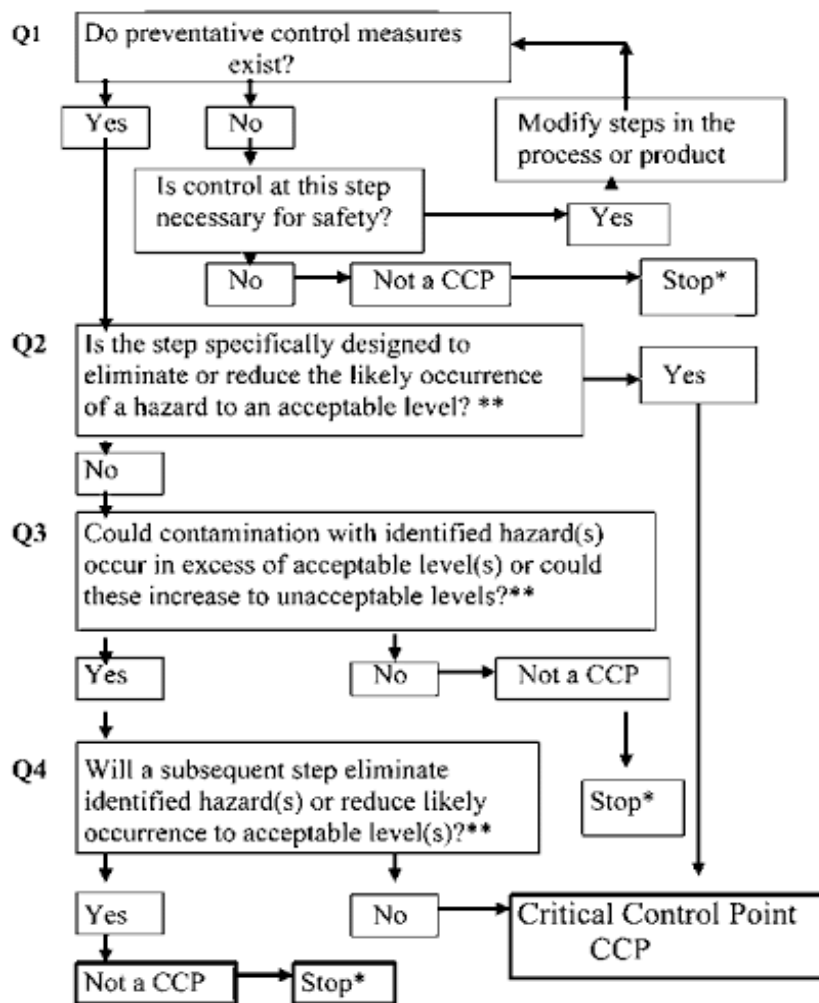 Q1
Do preventative control measures
exist?
Yes
No
Modify steps in the
process or product
Is control at this step
necessary for safety?
Yes
No
Not a CCP
Stop*
Q2
Is the step specifically designed to
eliminate or reduce the likely occurrence
of a hazard to an acceptable level? **
Yes
No
Q3
Could contamination with identified hazard(s)
occur in excess of acceptable level(s) or could
these increase to unacceptable levels?**
Yes
No
Not a CCP
Stop*
Q4
Will a subsequent step eliminate
identified hazard(s) or reduce likely
occurrence to acceptable level(s)?**
Yes
No
Critical Control Point
CCP
Not a CCP
Stop*